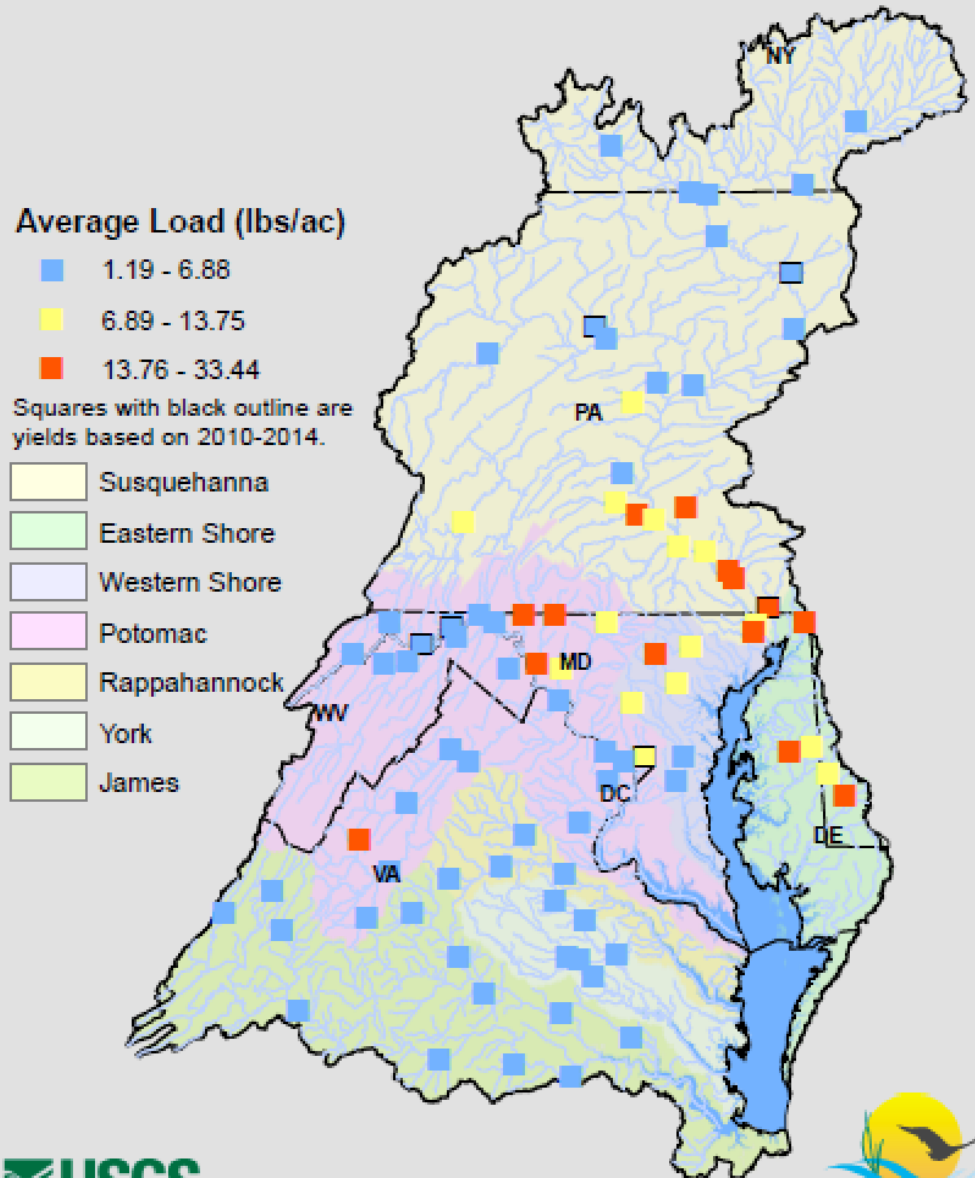 NY
Average Load (lbs/ac)
1.19 - 6.88
6.89 - 13.75
13.76 - 33.44
Squares with black outline are
yields based on 2010-2014.
PA
Susquehanna
Eastern Shore
Western Shore
Potomac
MD
Rappahannock
WV
York
James
DC
DE
VA
USGS